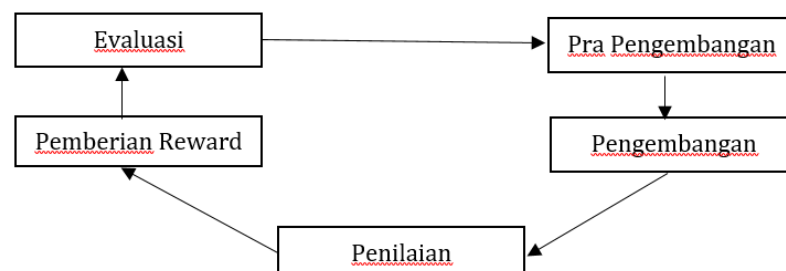 Evaluasi
Pra Pengembangan
Pemberian Reward
Pengembangan
Penilaian